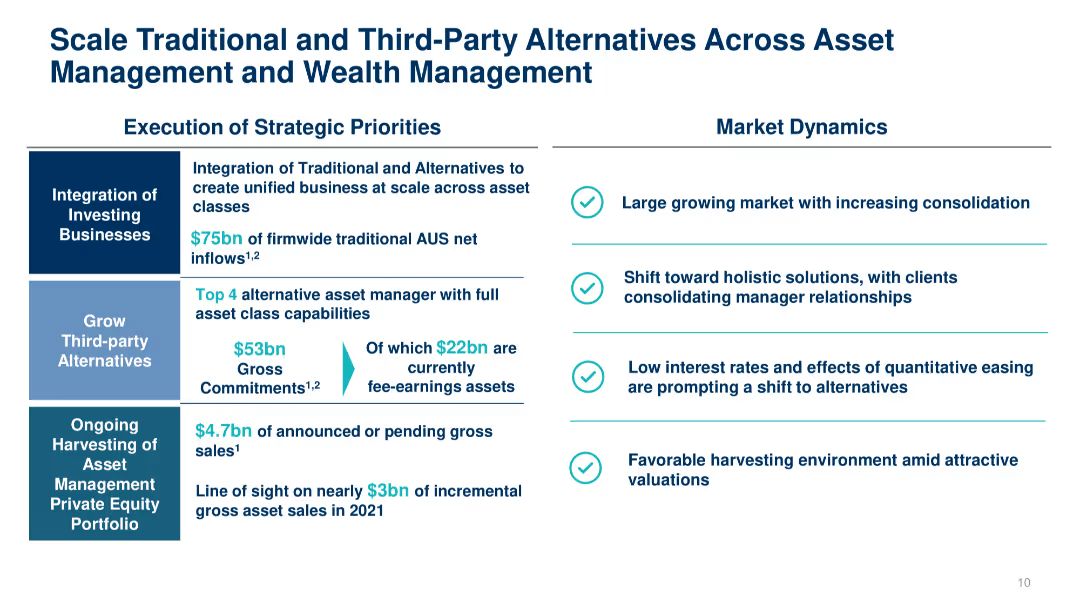 Scale Traditional and Third-Party Alternatives Across Asset
Management and Wealth Management
Execution of Strategic Priorities
Integration of
Investing
Businesses
Integration of Traditional and Alternatives to
create unified business at scale across asset
classes
$75bn of firmwide traditional AUS net
inflows¹,²
Grow
Third-party
Alternatives
Top 4 alternative asset manager with full
asset class capabilities
$53bn
Gross
Commitments¹,²
Of which $22bn are
currently
fee-earnings assets
Ongoing
Harvesting of
Asset
Management
Private Equity
Portfolio
$4.7bn of announced or pending gross
sales¹
Line of sight on nearly $3bn of incremental
gross asset sales in 2021
Market Dynamics
Large growing market with increasing consolidation
Shift toward holistic solutions, with clients
consolidating manager relationships
Low interest rates and effects of quantitative easing
are prompting a shift to alternatives
Favorable harvesting environment amid attractive
valuations
10